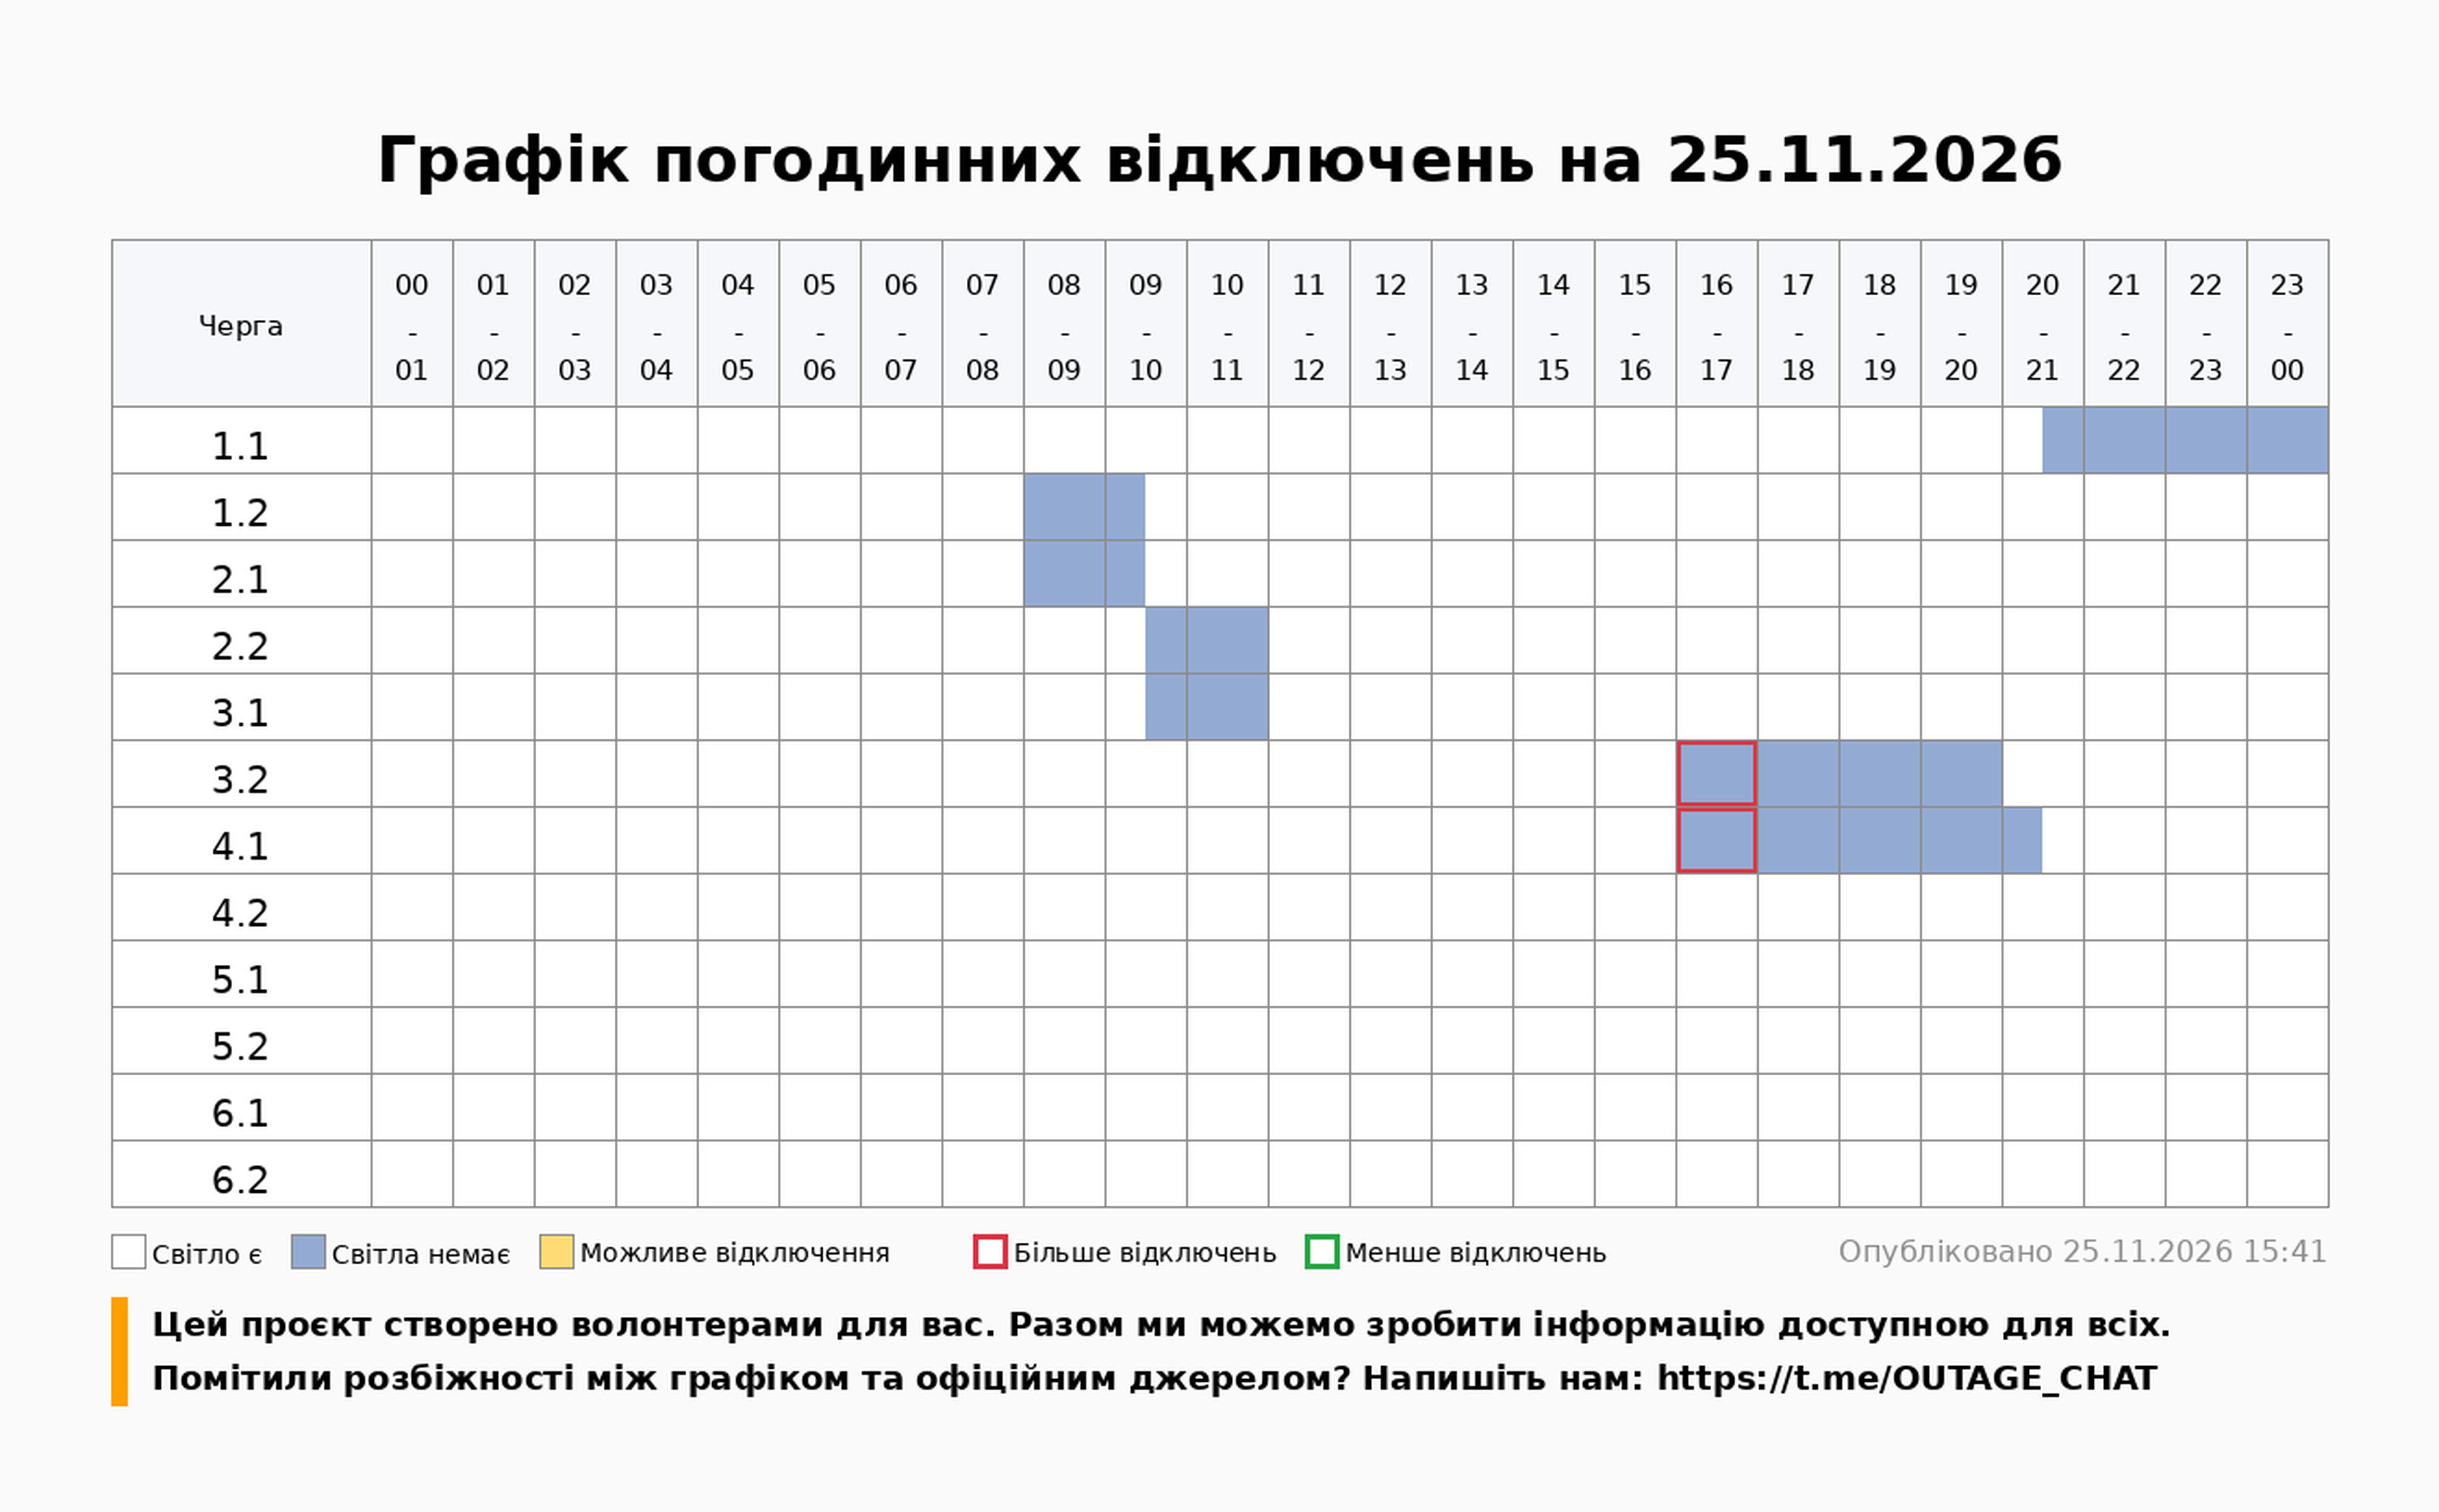 Графік погодинних відключень на 25.11.2026
Черга 00 - 01 01 - 02 02 - 03 03 - 04 04 - 05 05 - 06 06 - 07 07 - 08 08 - 09 09 - 10 10 - 11 11 - 12 12 - 13 13 - 14 14 - 15 15 - 16 16 - 17 17 - 18 18 - 19 19 - 20 20 - 21 21 - 22 22 - 23 23 - 00
1.1
1.2
2.1
2.2
3.1
3.2
4.1
4.2
5.1
5.2
6.1
6.2
Світло є Світла немає Можливе відключення Більше відключень Менше відключень Опубліковано 25.11.2026 15:41
Цей проєкт створено волонтерами для вас. Разом ми можемо зробити інформацію доступною для всіх.
Помітили розбіжності між графіком та офіційним джерелом? Напишіть нам: https://t.me/OUTAGE_CHAT